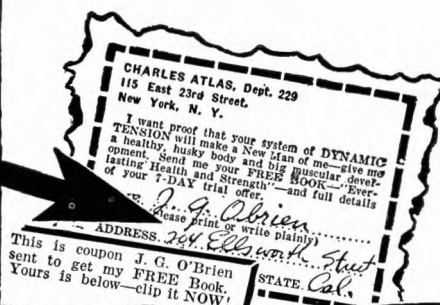 CHARLES ATLAS, Dept. 229
115 East 23rd Street,
New York, N. Y.
I want proof that your system of DYNAMIC
TENSION will make a New Man of me—give me
a healthy, husky body and big muscular devel-
opment. Send me your FREE BOOK—"Ever-
lasting Health and Strength"—and full details
of your 7-DAY trial offer.
J. G. Obrien
(Please print or write plainly)
ADDRESS. 204 Ellsworth Street
STATE. Cal.
This is coupon J. G. O'Brien
sent to get my FREE Book.
Yours is below—clip it NOW!